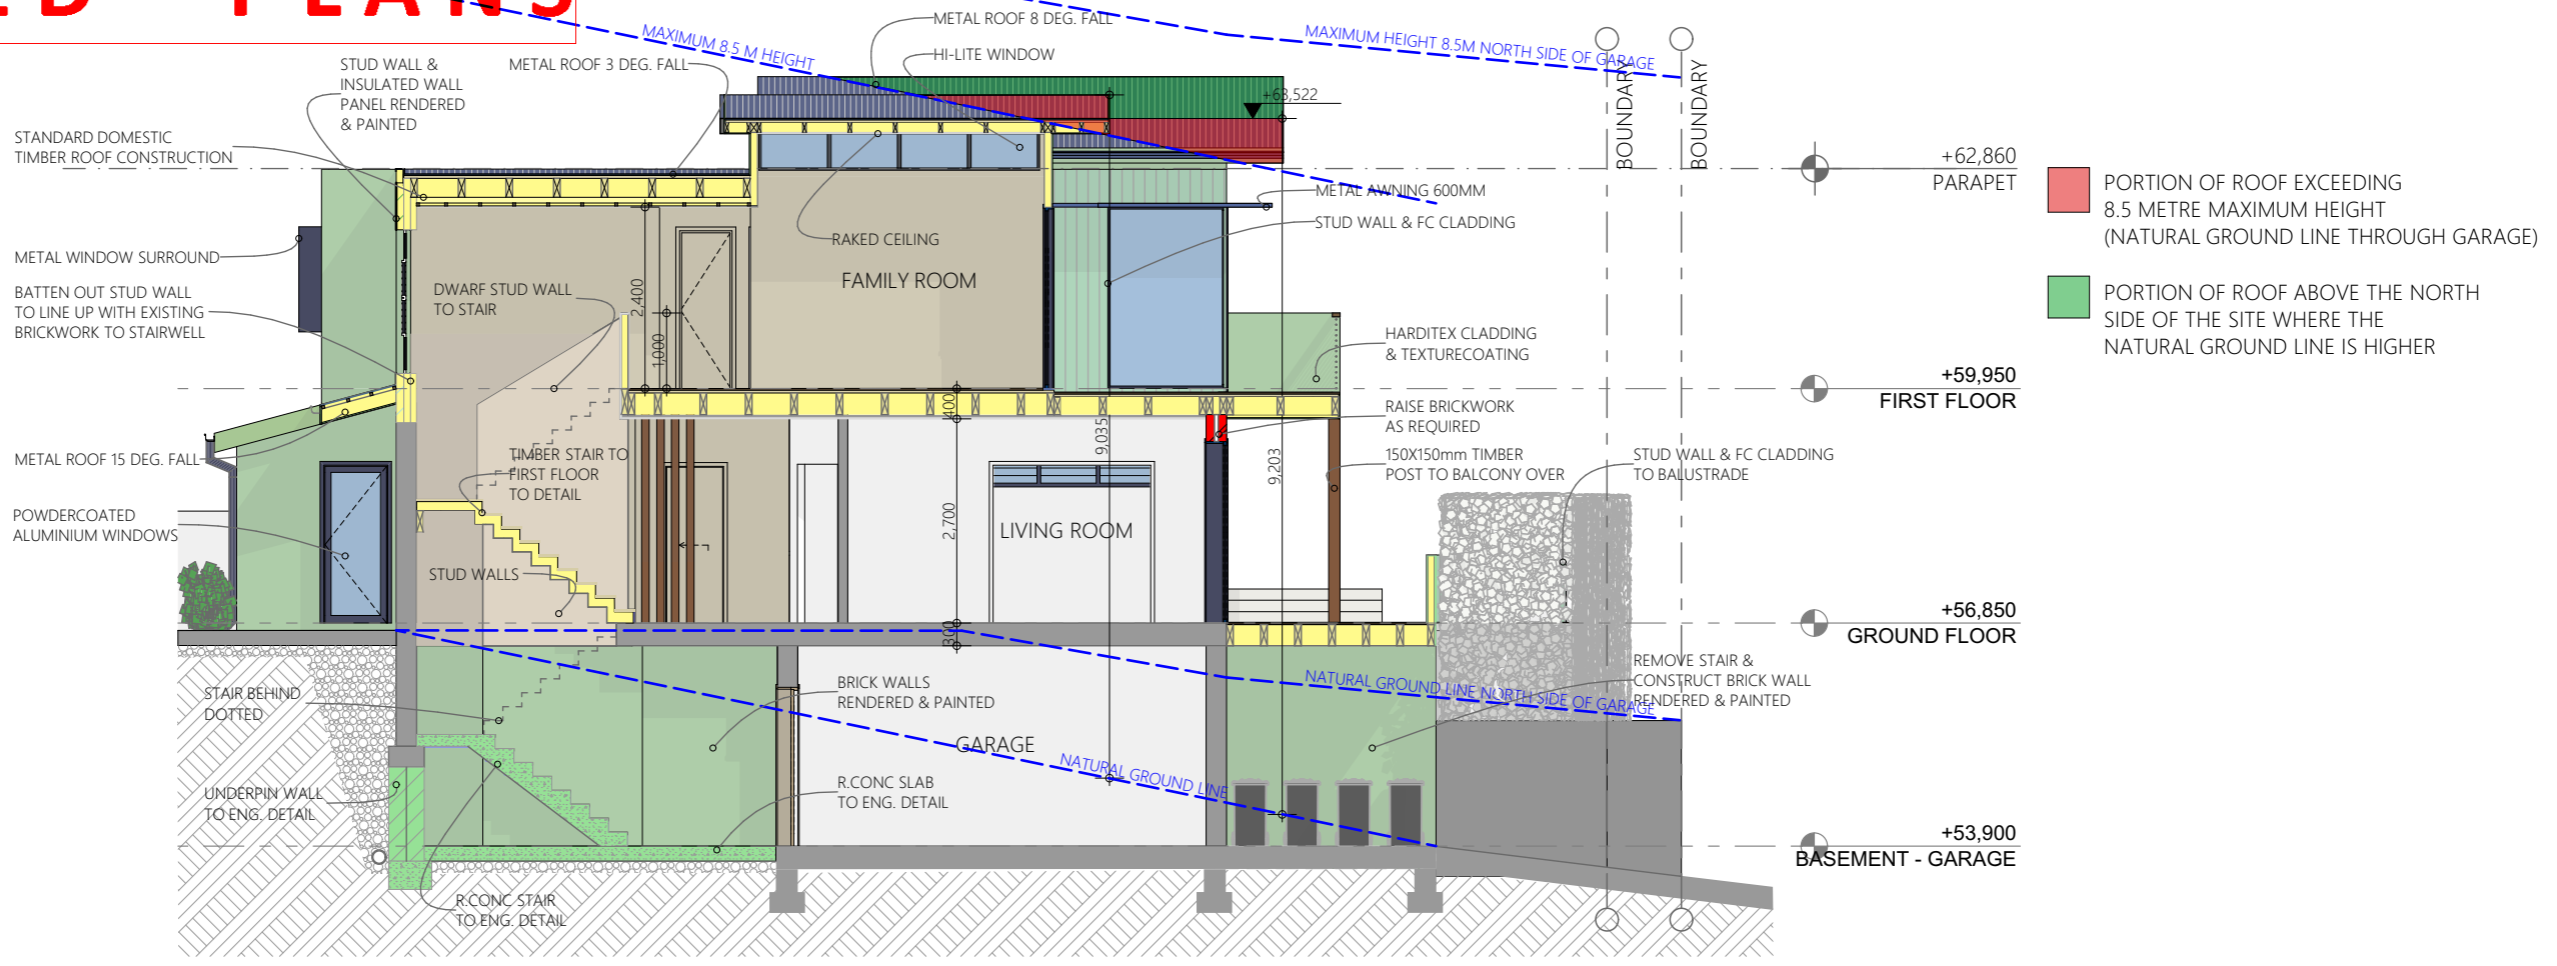 ED PLANS
METAL ROOF 8 DEG. FALL
HI-LITE WINDOW
MAXIMUM 8.5 M HEIGHT
MAXIMUM HEIGHT 8.5M NORTH SIDE OF GARAGE
BOUNDARY
BOUNDARY
STUD WALL &
INSULATED WALL
PANEL RENDERED
& PAINTED
METAL ROOF 3 DEG. FALL
+63,522
STANDARD DOMESTIC
TIMBER ROOF CONSTRUCTION
+62,860
PARAPET
PORTION OF ROOF EXCEEDING
8.5 METRE MAXIMUM HEIGHT
(NATURAL GROUND LINE THROUGH GARAGE)
METAL AWNING 600MM
STUD WALL & FC CLADDING
RAKED CEILING
FAMILY ROOM
METAL WINDOW SURROUND
BATTEN OUT STUD WALL
TO LINE UP WITH EXISTING
BRICKWORK TO STAIRWELL
DWARF STUD WALL
TO STAIR
2,400
1,000
PORTION OF ROOF ABOVE THE NORTH
SIDE OF THE SITE WHERE THE
NATURAL GROUND LINE IS HIGHER
HARDITEX CLADDING
& TEXTURECOATING
+59,950
FIRST FLOOR
400
RAISE BRICKWORK
AS REQUIRED
METAL ROOF 15 DEG. FALL
TIMBER STAIR TO
FIRST FLOOR
TO DETAIL
9,035
9,203
150X150mm TIMBER
POST TO BALCONY OVER
STUD WALL & FC CLADDING
TO BALUSTRADE
POWDERCOATED
ALUMINIUM WINDOWS
2,700
LIVING ROOM
STUD WALLS
+56,850
GROUND FLOOR
300
STAIR BEHIND
DOTTED
BRICK WALLS
RENDERED & PAINTED
NATURAL GROUND LINE NORTH SIDE OF GARAGE
REMOVE STAIR &
CONSTRUCT BRICK WALL
RENDERED & PAINTED
GARAGE
NATURAL GROUND LINE
UNDERPIN WALL
TO ENG. DETAIL
R.CONC SLAB
TO ENG. DETAIL
+53,900
BASEMENT - GARAGE
R.CONC STAIR
TO ENG. DETAIL